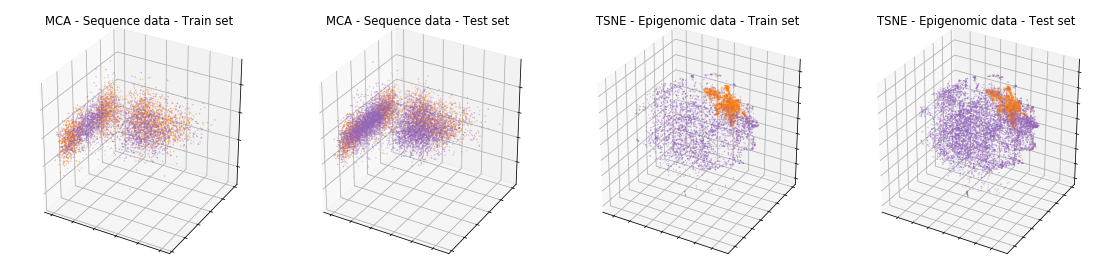 MCA - Sequence data - Train set
MCA - Sequence data - Test set
TSNE - Epigenomic data - Train set
TSNE - Epigenomic data - Test set